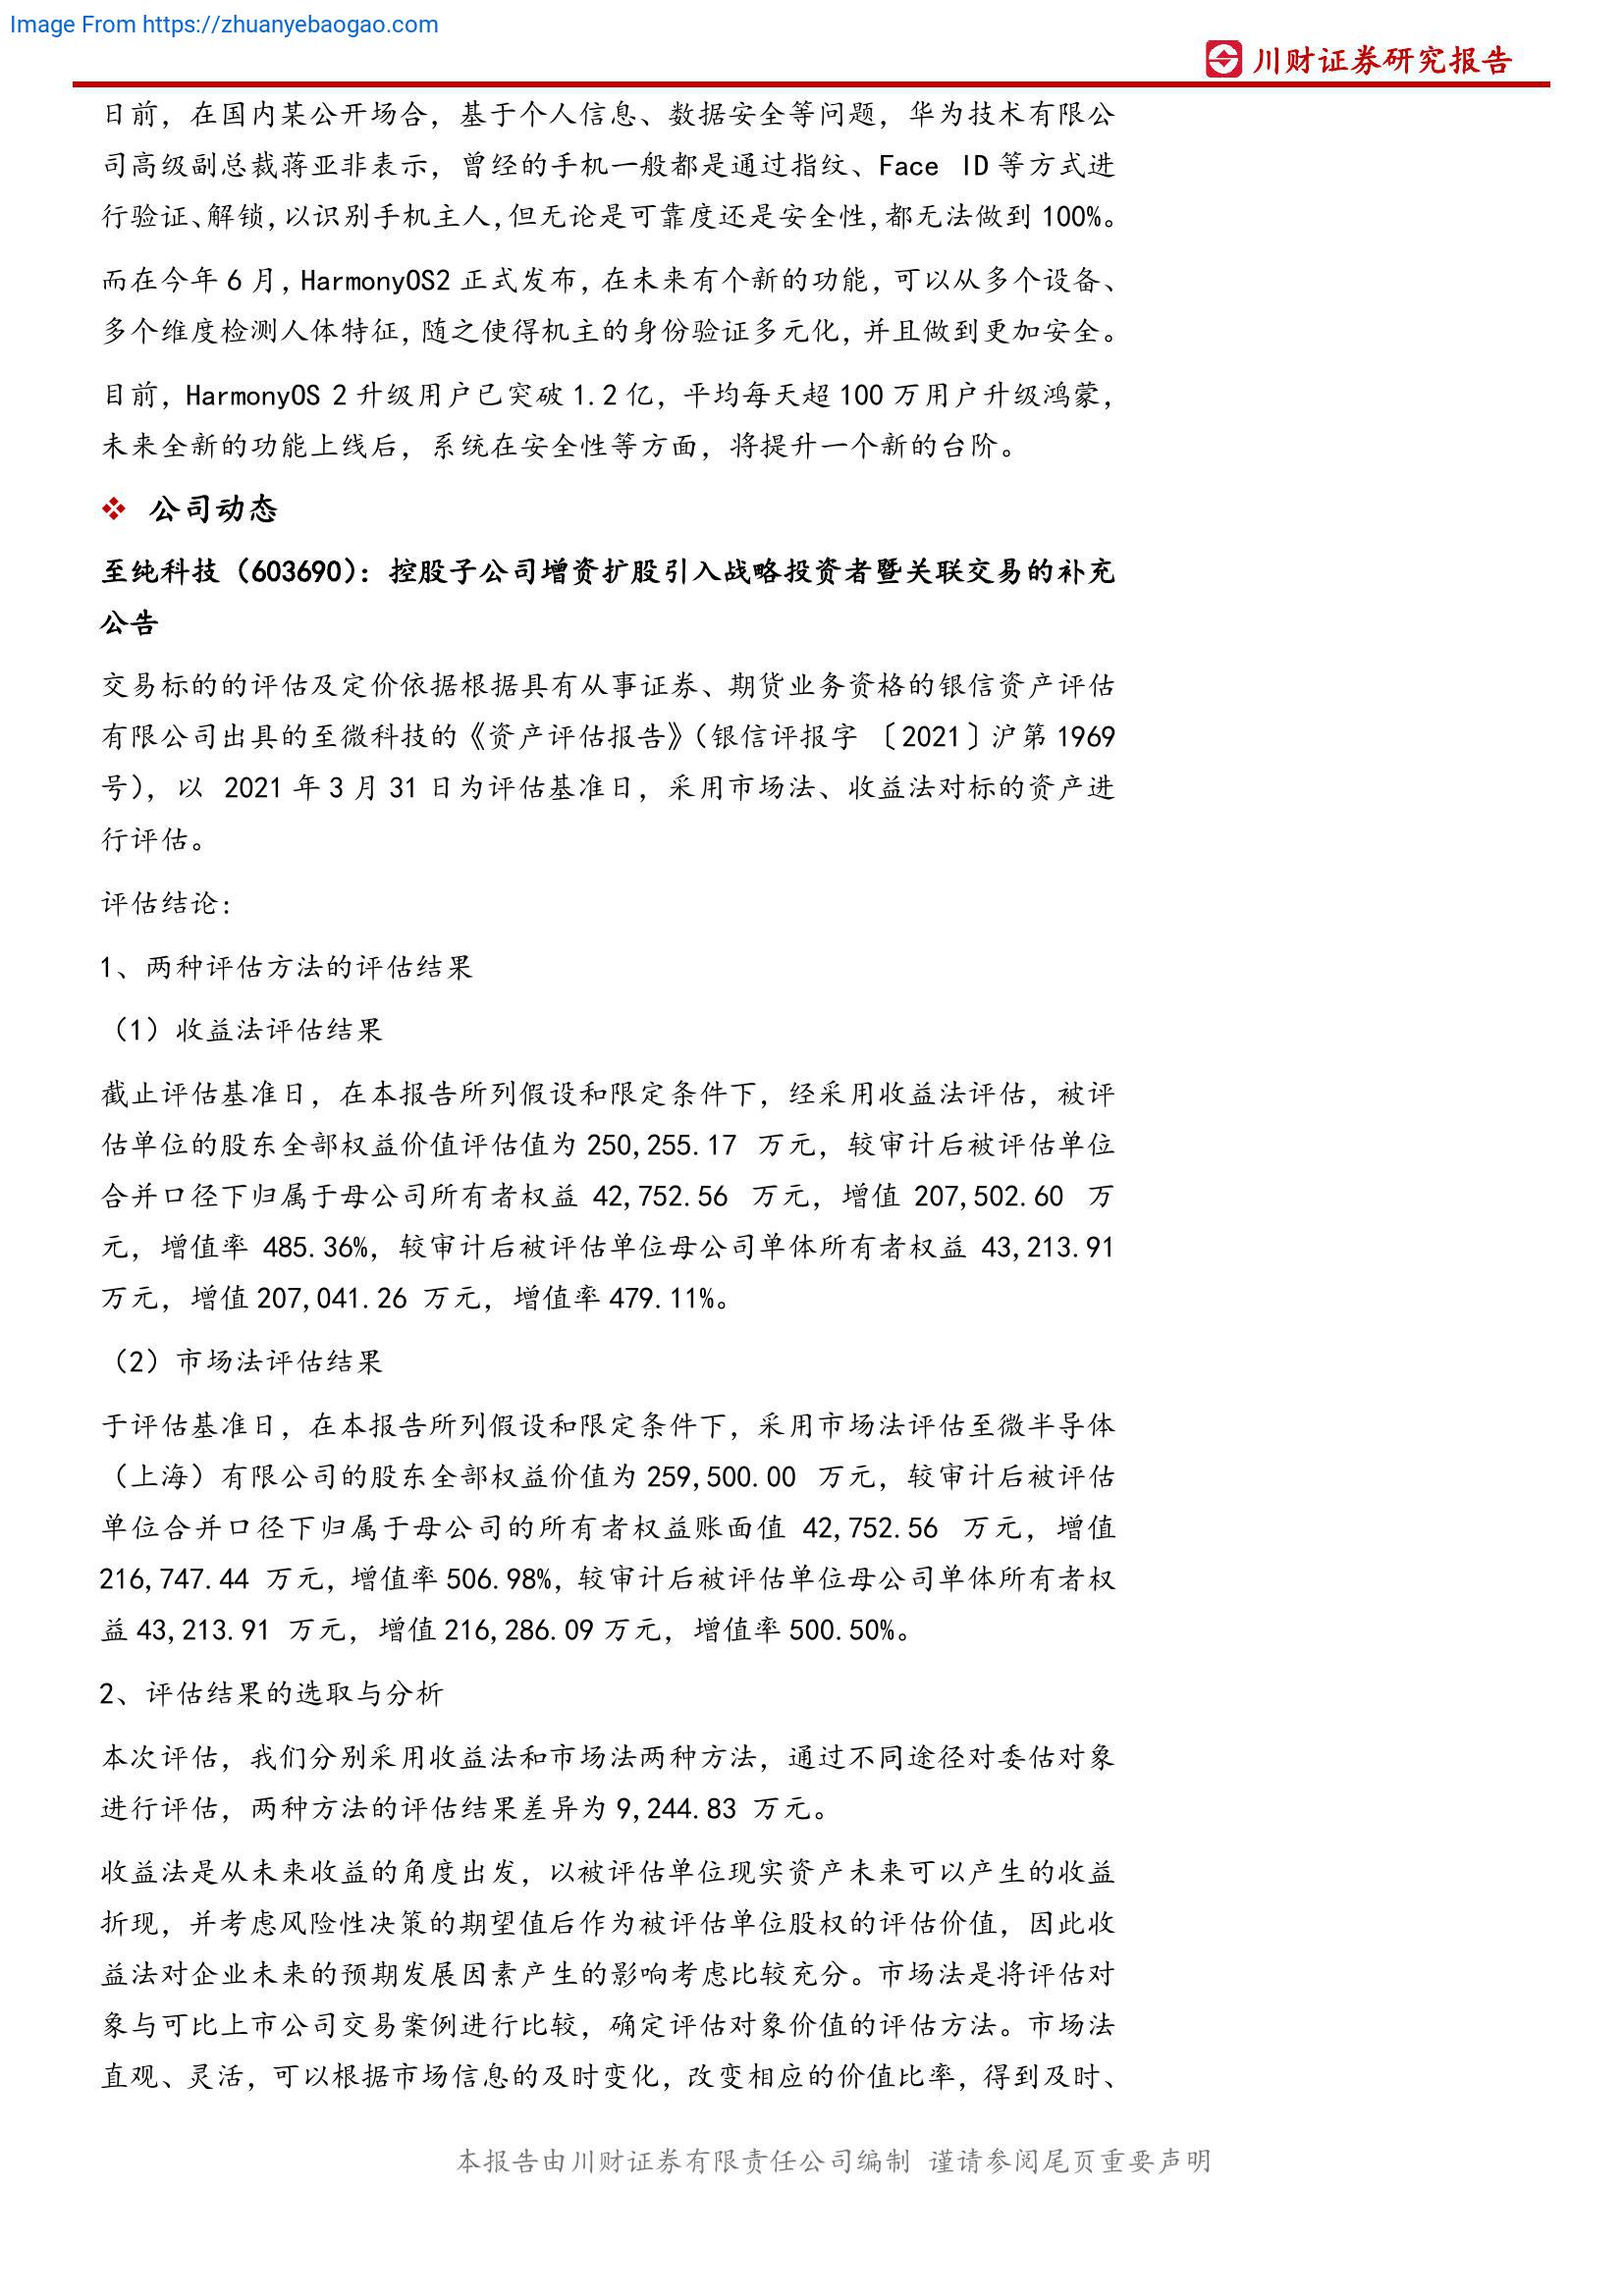 Image From https://zhuanyebaogao.com
川财证券研究报告
日前，在国内某公开场合，基于个人信息、数据安全等问题，华为技术有限公
司高级副总裁蒋亚非表示，曾经的手机一般都是通过指纹、Face ID 等方式进
行验证、解锁，以识别手机主人，但无论是可靠度还是安全性，都无法做到 100%。
而在今年 6 月，HarmonyOS2 正式发布，在未来有个新的功能，可以从多个设备、
多个维度检测人体特征，随之使得机主的身份验证多元化，并且做到更加安全。
目前，HarmonyOS 2 升级用户已突破 1.2 亿，平均每天超 100 万用户升级鸿蒙，
未来全新的功能上线后，系统在安全性等方面，将提升一个新的台阶。
❖ 公司动态
至纯科技（603690）：控股子公司增资扩股引入战略投资者暨关联交易的补充
公告
交易标的的评估及定价依据根据具有从事证券、期货业务资格的银信资产评估
有限公司出具的至微科技的《资产评估报告》（银信评报字 〔2021〕沪第 1969
号），以 2021 年 3 月 31 日为评估基准日，采用市场法、收益法对标的资产进
行评估。
评估结论：
1、两种评估方法的评估结果
（1）收益法评估结果
截止评估基准日，在本报告所列假设和限定条件下，经采用收益法评估，被评
估单位的股东全部权益价值评估值为 250,255.17 万元，较审计后被评估单位
合并口径下归属于母公司所有者权益 42,752.56 万元，增值 207,502.60 万
元，增值率 485.36%，较审计后被评估单位母公司单体所有者权益 43,213.91
万元，增值 207,041.26 万元，增值率 479.11%。
（2）市场法评估结果
于评估基准日，在本报告所列假设和限定条件下，采用市场法评估至微半导体
（上海）有限公司的股东全部权益价值为 259,500.00 万元，较审计后被评估
单位合并口径下归属于母公司的所有者权益账面值 42,752.56 万元，增值
216,747.44 万元，增值率 506.98%，较审计后被评估单位母公司单体所有者权
益 43,213.91 万元，增值 216,286.09 万元，增值率 500.50%。
2、评估结果的选取与分析
本次评估，我们分别采用收益法和市场法两种方法，通过不同途径对委估对象
进行评估，两种方法的评估结果差异为 9,244.83 万元。
收益法是从未来收益的角度出发，以被评估单位现实资产未来可以产生的收益
折现，并考虑风险性决策的期望值后作为被评估单位股权的评估价值，因此收
益法对企业未来的预期发展因素产生的影响考虑比较充分。市场法是将评估对
象与可比上市公司交易案例进行比较，确定评估对象价值的评估方法。市场法
直观、灵活，可以根据市场信息的及时变化，改变相应的价值比率，得到及时、
本报告由川财证券有限责任公司编制 谨请参阅尾页重要声明